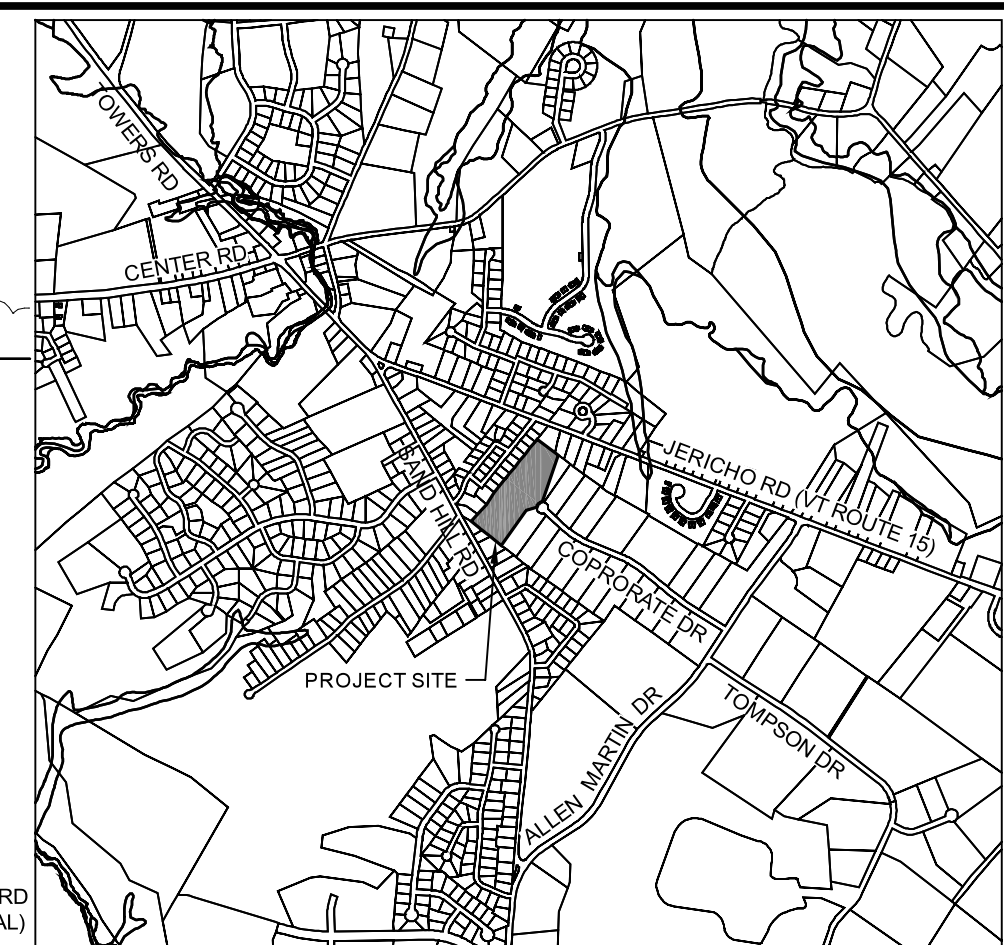 OWERS RD
CENTER RD
JERICHO RD (VT ROUTE 15)
SAND HILL RD
COPRORATE DR
PROJECT SITE
TOMPSON DR
ALLEN MARTIN DR
RD
AL)